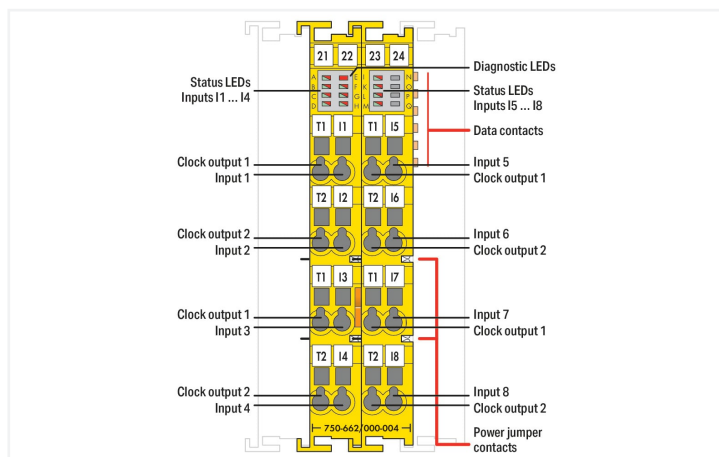 21 22 23 24
Diagnostic LEDs
Status LEDs
Inputs I1 ... I4
A E I N
B F K O
C G L P
D H M Q
Status LEDs
Inputs I5 ... I8
Data contacts
T1 I1 T1 I5
Clock output 1
Input 1
Input 5
Clock output 1
T2 I2 T2 I6
Clock output 2
Input 2
Input 6
Clock output 2
T1 I3 T1 I7
Clock output 1
Input 3
Input 7
Clock output 1
T2 I4 T2 I8
Clock output 2
Input 4
Input 8
Clock output 2
750-662/000-004
Power jumper
contacts